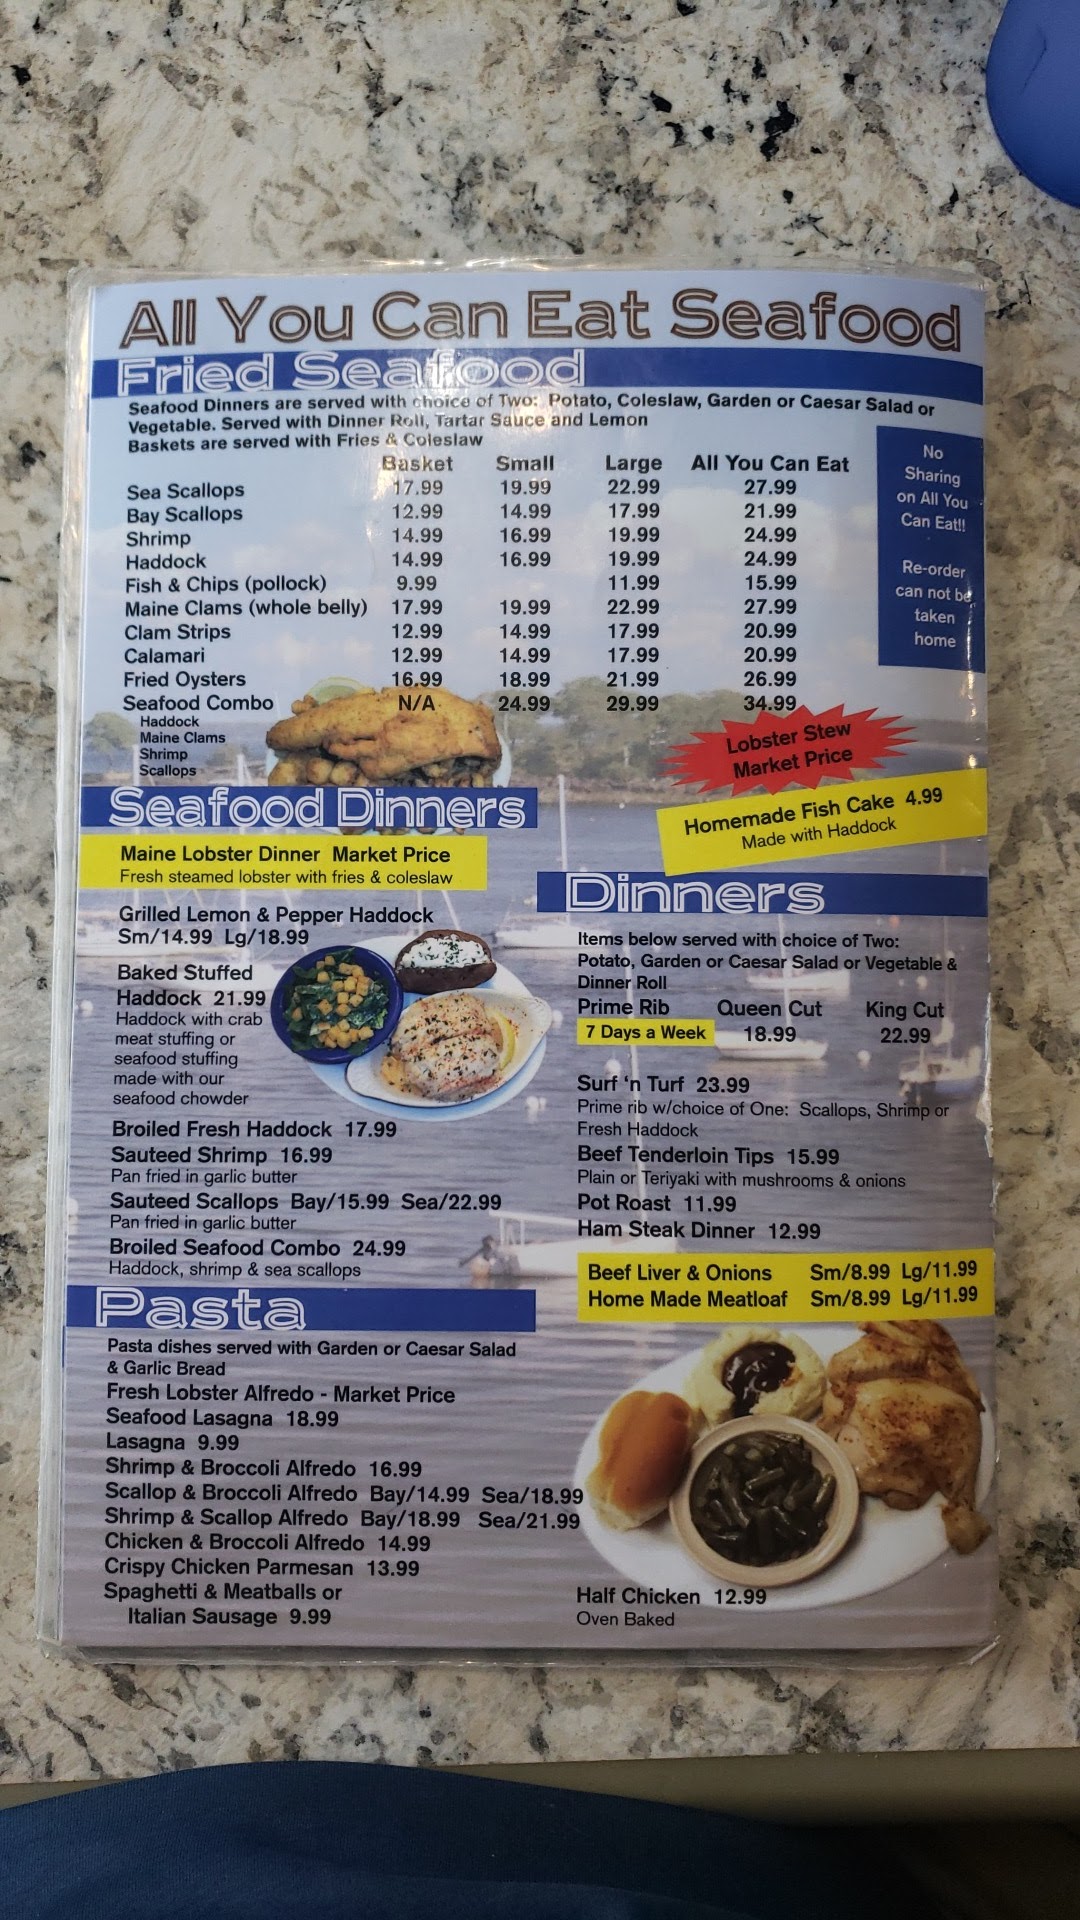 All You Can Eat Seafood
Fried Seafood
Seafood Dinners are served with choice of Two: Potato, Coleslaw, Garden or Caesar Salad or
Vegetable. Served with Dinner Roll, Tartar Sauce and Lemon
Baskets are served with Fries & Coleslaw
Basket Small Large All You Can Eat
Sea Scallops 17.99 19.99 22.99 27.99
Bay Scallops 12.99 14.99 17.99 21.99
Shrimp 14.99 16.99 19.99 24.99
Haddock 14.99 16.99 19.99 24.99
Fish & Chips (pollock) 9.99 11.99 15.99
Maine Clams (whole belly) 17.99 19.99 22.99 27.99
Clam Strips 12.99 14.99 17.99 20.99
Calamari 12.99 14.99 17.99 20.99
Fried Oysters 16.99 18.99 21.99 26.99
Seafood Combo N/A 24.99 29.99 34.99
Haddock
Maine Clams
Shrimp
Scallops
No
Sharing
on All You
Can Eat!!
Re-order
can not be
taken
home
Lobster Stew
Market Price
Homemade Fish Cake 4.99
Made with Haddock
Seafood Dinners
Maine Lobster Dinner Market Price
Fresh steamed lobster with fries & coleslaw
Grilled Lemon & Pepper Haddock
Sm/14.99 Lg/18.99
Baked Stuffed
Haddock 21.99
Haddock with crab
meat stuffing or
seafood stuffing
made with our
seafood chowder
Broiled Fresh Haddock 17.99
Sauteed Shrimp 16.99
Pan fried in garlic butter
Sauteed Scallops Bay/15.99 Sea/22.99
Pan fried in garlic butter
Broiled Seafood Combo 24.99
Haddock, shrimp & sea scallops
Pasta
Pasta dishes served with Garden or Caesar Salad
& Garlic Bread
Fresh Lobster Alfredo - Market Price
Seafood Lasagna 18.99
Lasagna 9.99
Shrimp & Broccoli Alfredo 16.99
Scallop & Broccoli Alfredo Bay/14.99 Sea/18.99
Shrimp & Scallop Alfredo Bay/18.99 Sea/21.99
Chicken & Broccoli Alfredo 14.99
Crispy Chicken Parmesan 13.99
Spaghetti & Meatballs or
Italian Sausage 9.99
Dinners
Items below served with choice of Two:
Potato, Garden or Caesar Salad or Vegetable &
Dinner Roll
Prime Rib Queen Cut King Cut
7 Days a Week 18.99 22.99
Surf 'n Turf 23.99
Prime rib w/choice of One: Scallops, Shrimp or
Fresh Haddock
Beef Tenderloin Tips 15.99
Plain or Teriyaki with mushrooms & onions
Pot Roast 11.99
Ham Steak Dinner 12.99
Beef Liver & Onions Sm/8.99 Lg/11.99
Home Made Meatloaf Sm/8.99 Lg/11.99
Half Chicken 12.99
Oven Baked